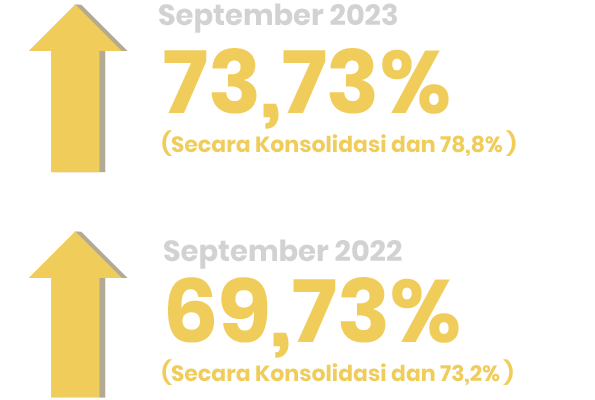 September 2023
73,73%
(Secara Konsolidasi dan 78,8% )
September 2022
69,73%
(Secara Konsolidasi dan 73,2% )